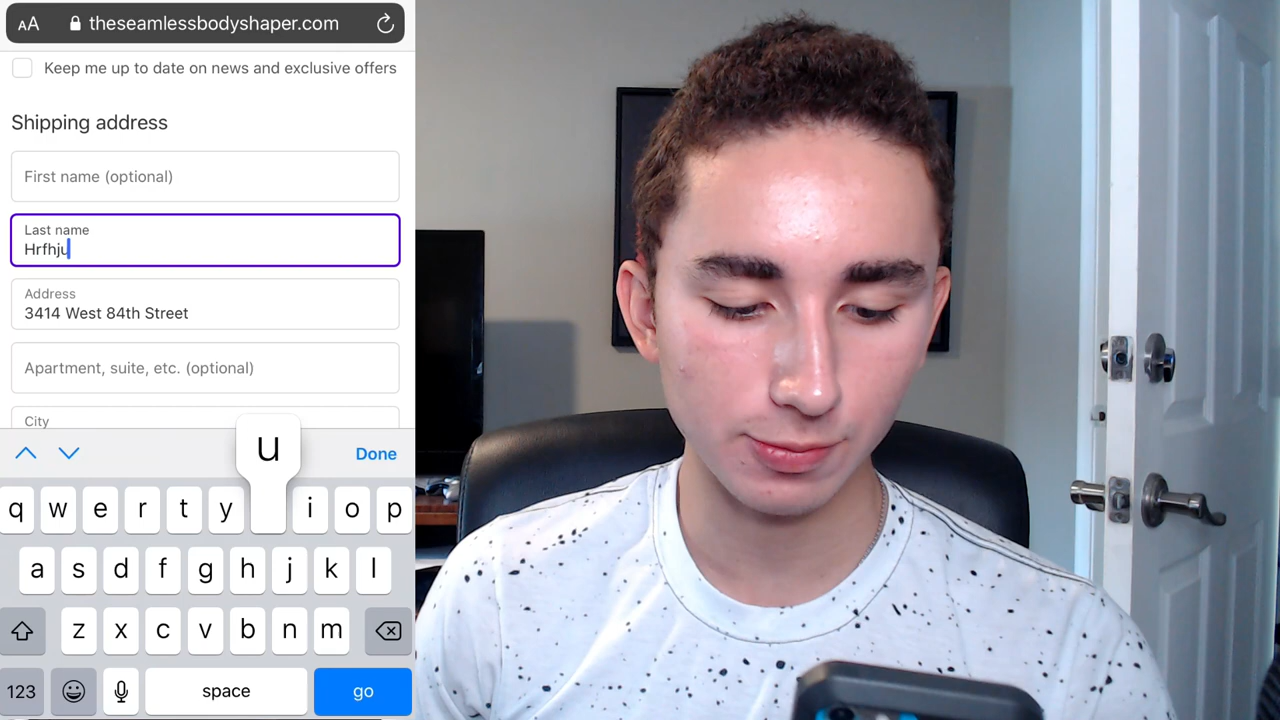 AA theseamlessbodyshaper.com
Keep me up to date on news and exclusive offers
Shipping address
First name (optional)
Last name
Hrfhju
Address
3414 West 84th Street
Apartment, suite, etc. (optional)
City
Done
u
q w e r t y i o p
a s d f g h j k l
z x c v b n m
123 space go